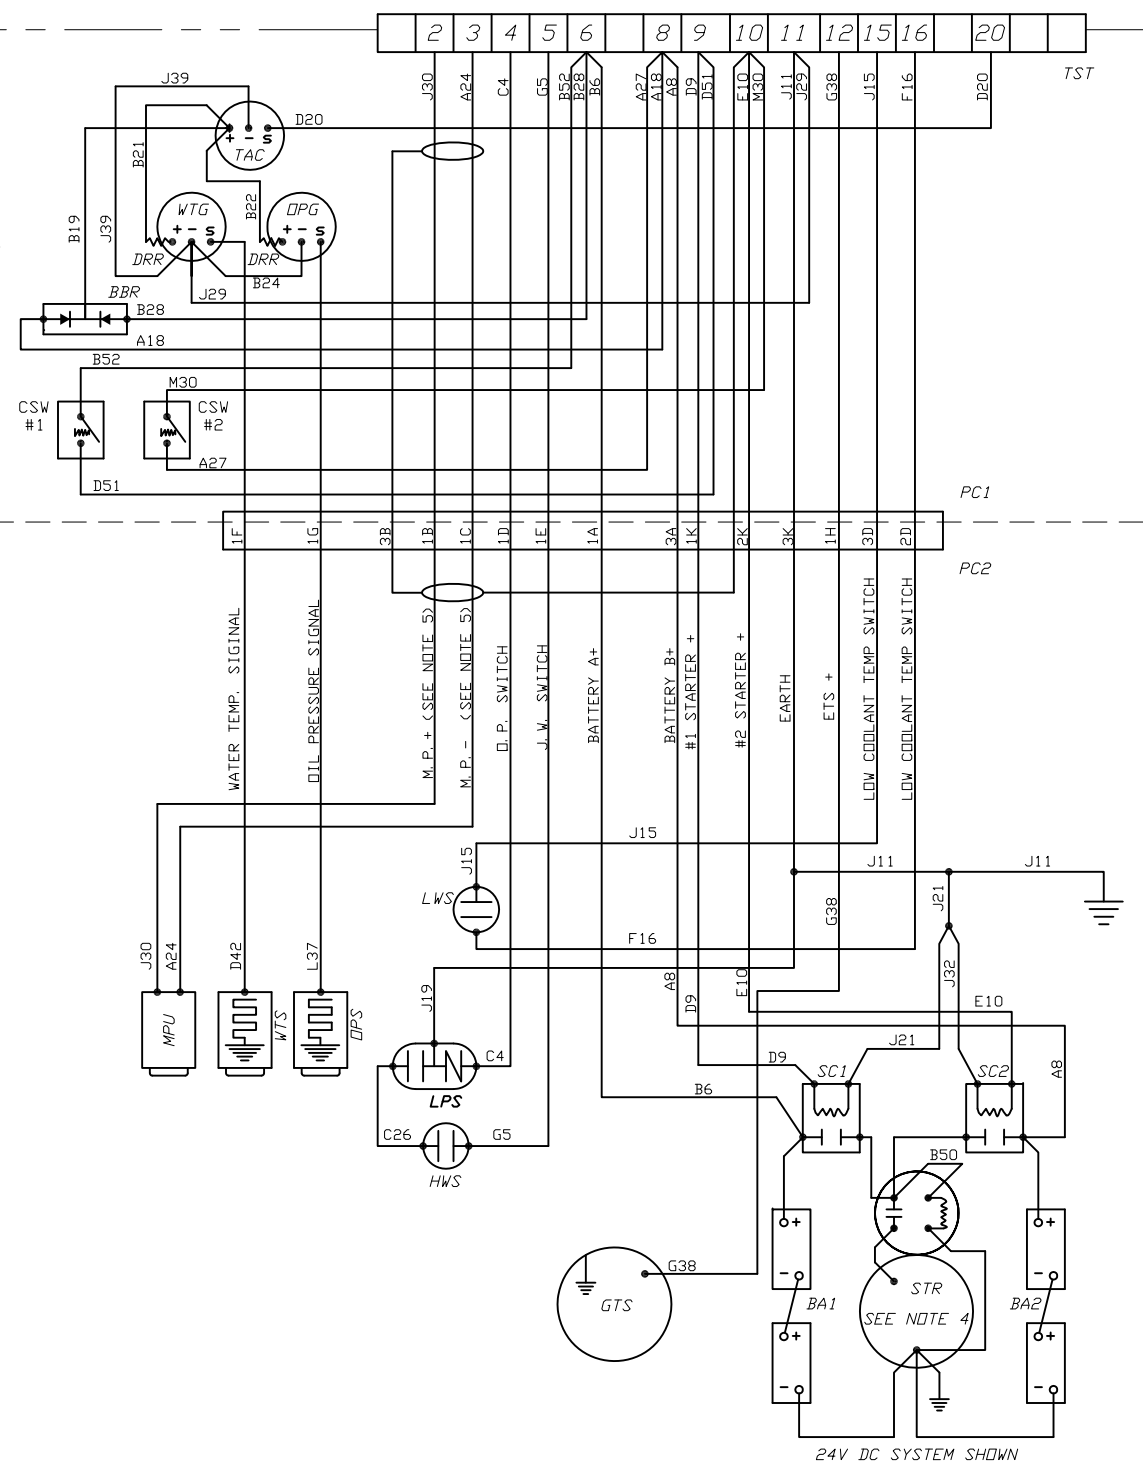 2 3 4 5 6 8 9 10 11 12 15 16 20
TST
J30
A24
C4
G5
B52
B28
B6
A27
A18
A8
D9
D51
E10
M30
J11
J29
G38
J15
F16
D20
J39
D20
+ - S
TAC
B21
B19
J39
B22
WTG
+ - S
OPG
+ - S
DRR
DRR
B24
J29
BBR
B28
A18
B52
M30
CSW
#1
CSW
#2
A27
D51
PC1
1F
1G
3B
1B
1C
1D
1E
1A
3A
1K
2K
3K
1H
3D
2D
PC2
WATER TEMP. SIGINAL
OIL PRESSURE SIGNAL
M.P. + (SEE NOTE 5)
M.P. - (SEE NOTE 5)
O.P. SWITCH
J.W. SWITCH
BATTERY A+
BATTERY B+
#1 STARTER +
#2 STARTER +
EARTH
ETS +
LOW COOLANT TEMP SWITCH
LOW COOLANT TEMP SWITCH
J15
J15
J11
J11
LWS
J21
G38
F16
J32
J30
A24
D42
L37
J19
A8
D9
E10
E10
MPU
WTS
OPS
J21
C4
D9
SC1
SC2
A8
LPS
B6
C26
G5
HWS
B50
+
+
-
-
G38
GTS
BA1
STR
SEE NOTE 4
BA2
+
+
-
-
24V DC SYSTEM SHOWN